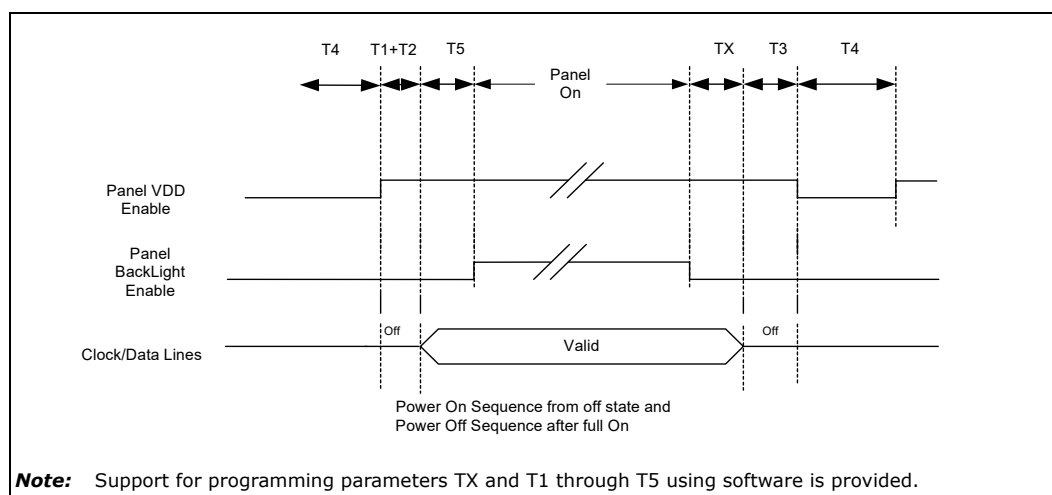 T4 T1+T2 T5 TX T3 T4
Panel
On
Panel VDD
Enable
Panel
BackLight
Enable
Off Off
Clock/Data Lines Valid
Power On Sequence from off state and
Power Off Sequence after full On
Note: Support for programming parameters TX and T1 through T5 using software is provided.